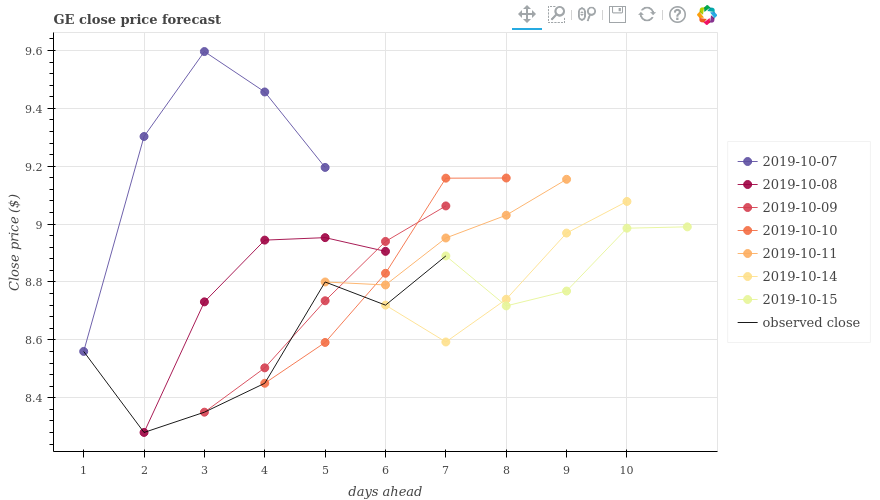 GE close price forecast
9.6
9.4
9.2
9
8.8
8.6
8.4
Close price ($)
1 2 3 4 5 6 7 8 9 10
days ahead
2019-10-07
2019-10-08
2019-10-09
2019-10-10
2019-10-11
2019-10-14
2019-10-15
observed close